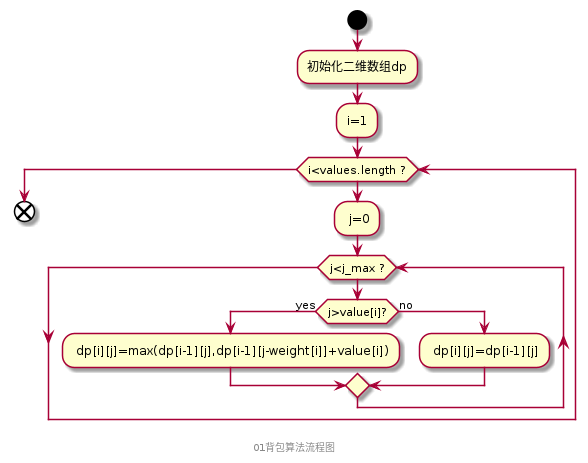 初始化二维数组dp
i=1
i<values.length ?
j=0
j<j_max ?
yes
j>value[i]?
no
dp[i][j]=max(dp[i-1][j],dp[i-1][j-weight[i]]+value[i])
dp[i][j]=dp[i-1][j]
01背包算法流程图